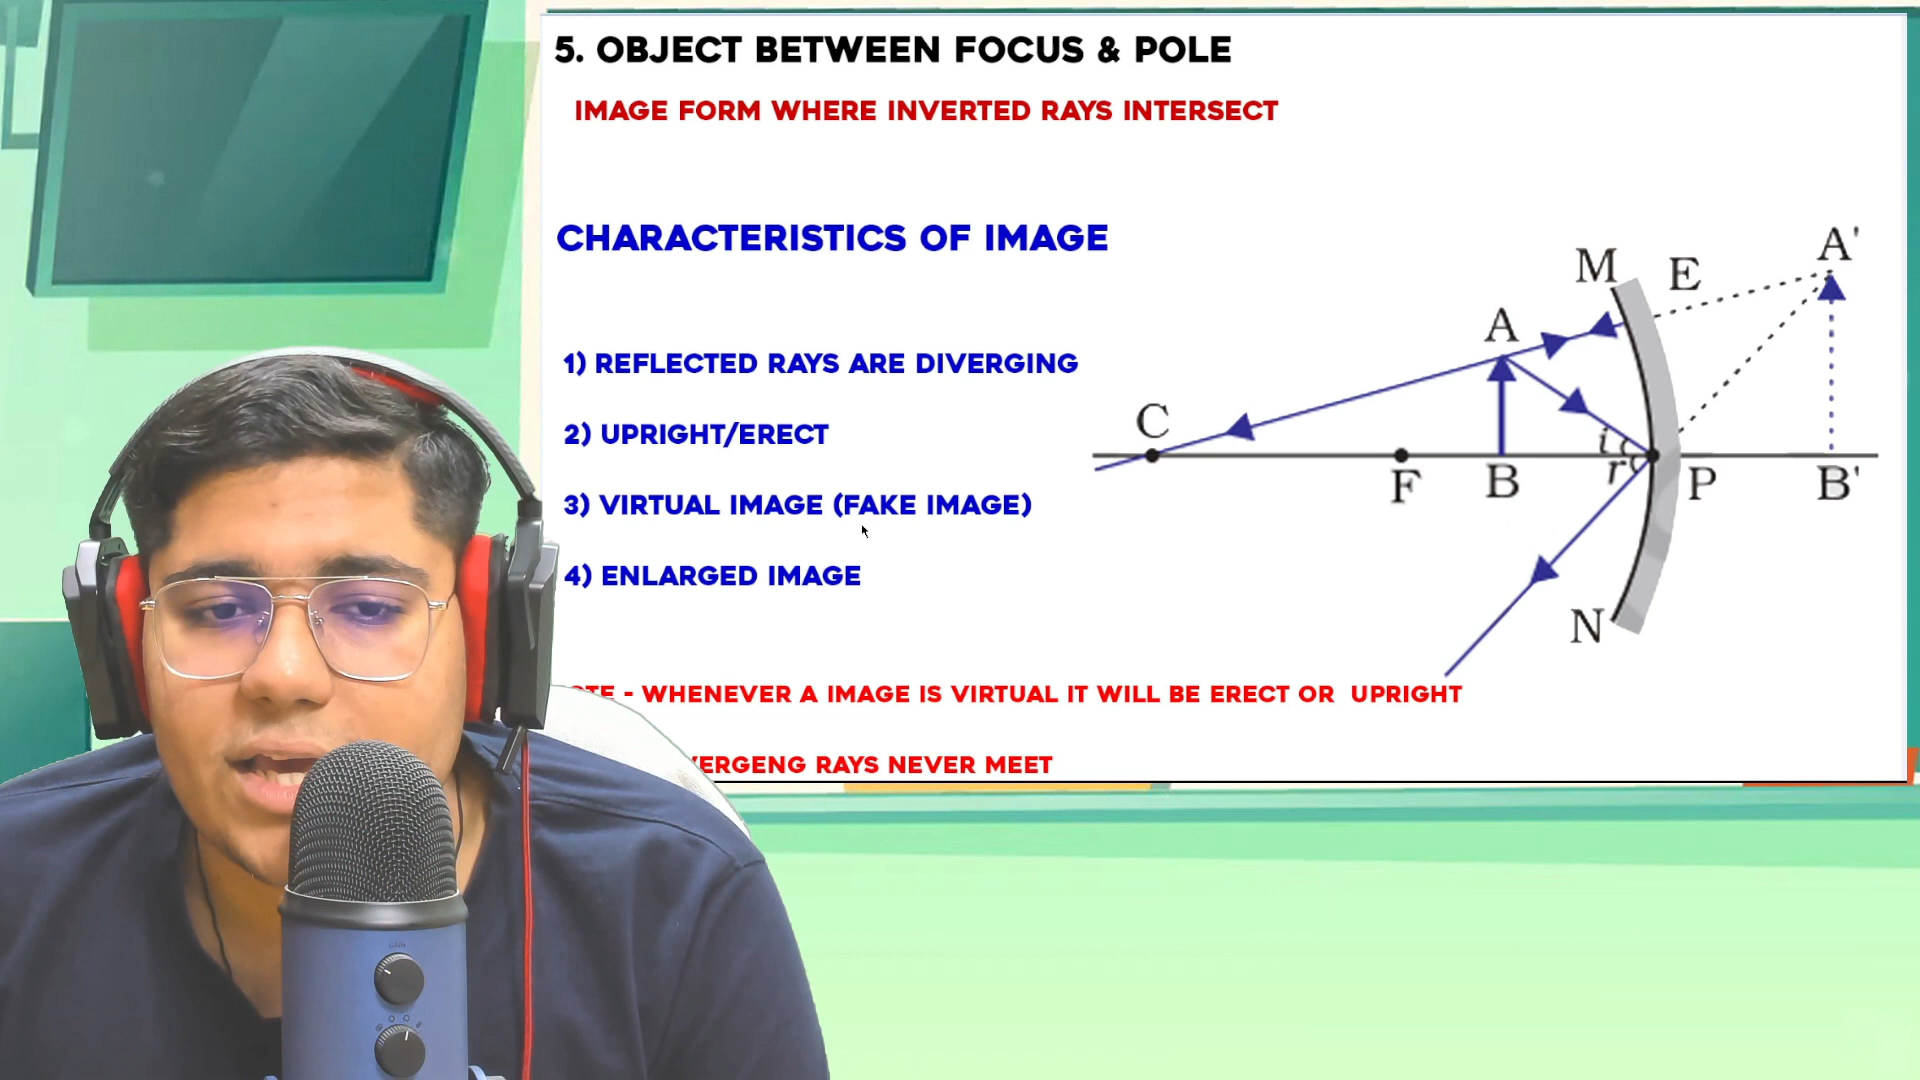 5. OBJECT BETWEEN FOCUS & POLE
IMAGE FORM WHERE INVERTED RAYS INTERSECT
CHARACTERISTICS OF IMAGE
1) REFLECTED RAYS ARE DIVERGING
2) UPRIGHT/ERECT
3) VIRTUAL IMAGE (FAKE IMAGE)
4) ENLARGED IMAGE
- WHENEVER A IMAGE IS VIRTUAL IT WILL BE ERECT OR UPRIGHT
RAYS NEVER MEET
M E A'
A
C
i
r
F B P B'
N